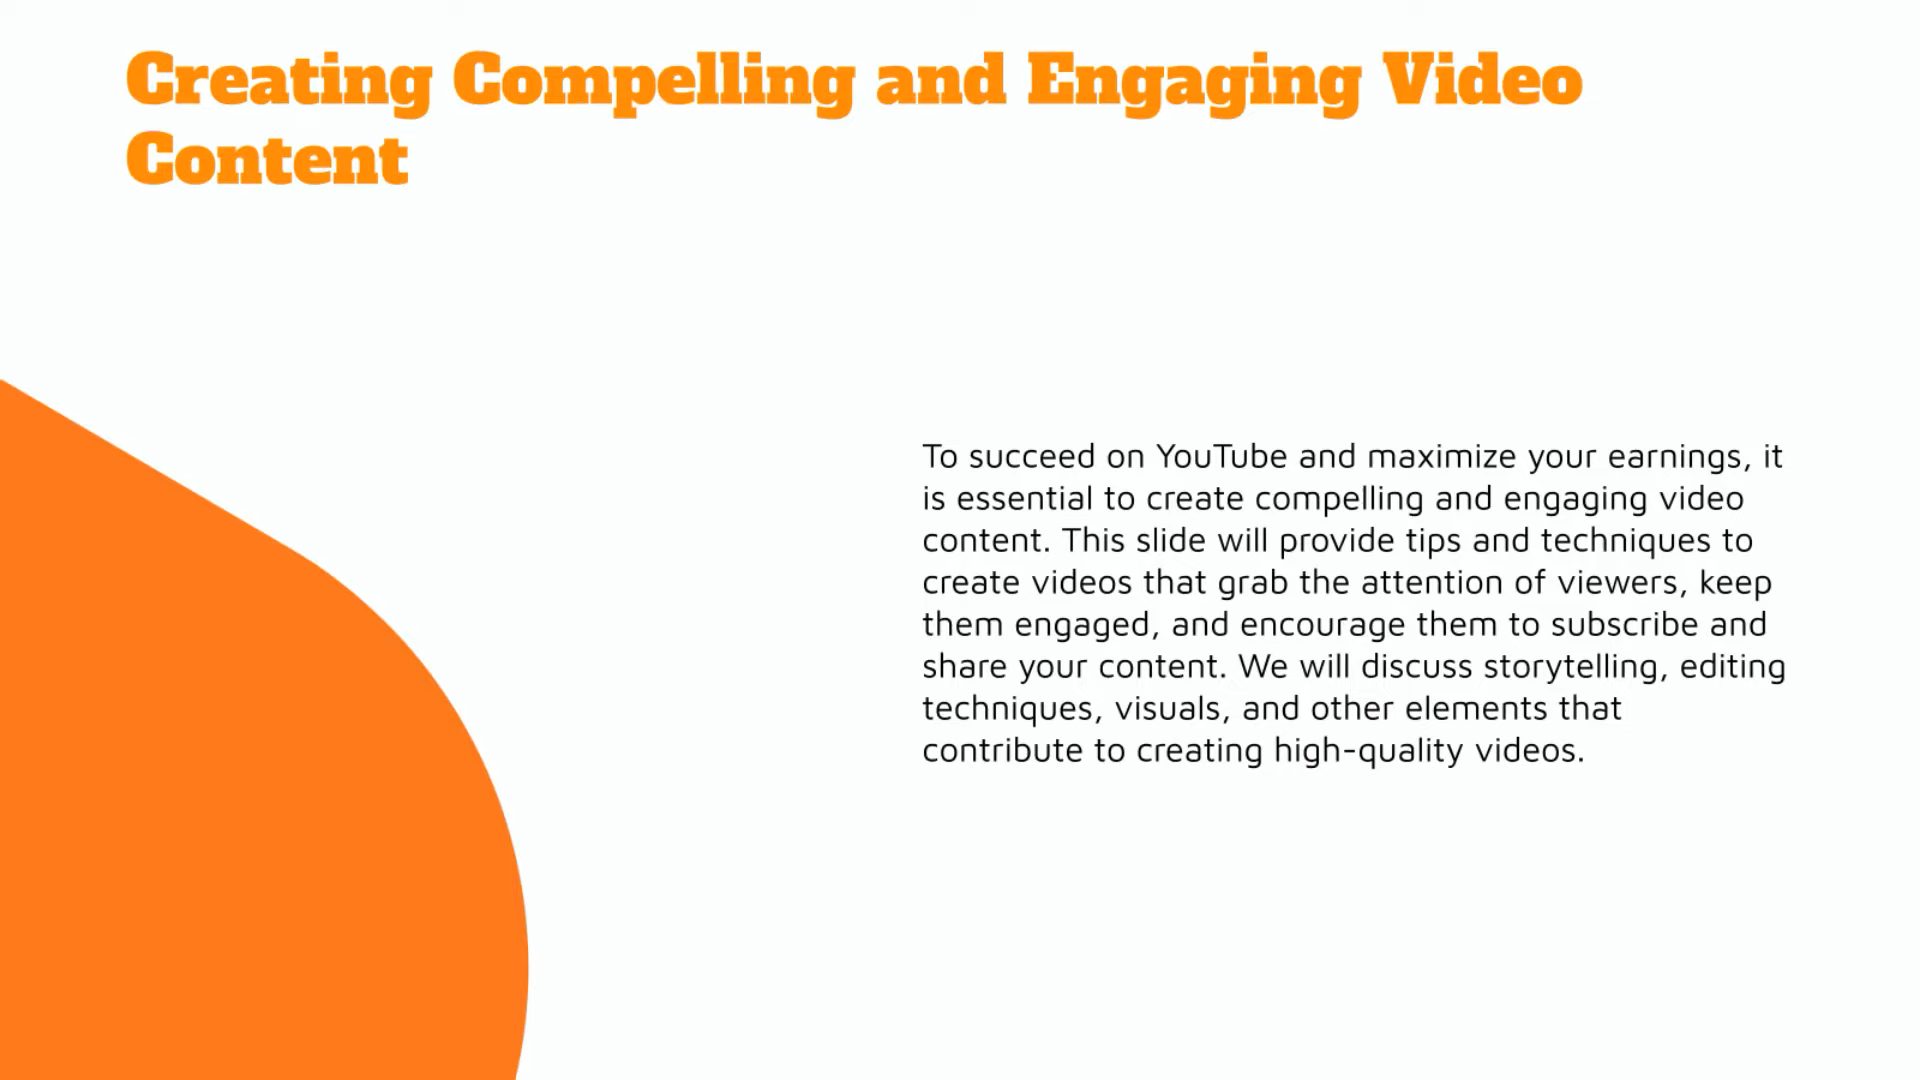 Creating Compelling and Engaging Video
Content
To succeed on YouTube and maximize your earnings, it
is essential to create compelling and engaging video
content. This slide will provide tips and techniques to
create videos that grab the attention of viewers, keep
them engaged, and encourage them to subscribe and
share your content. We will discuss storytelling, editing
techniques, visuals, and other elements that
contribute to creating high-quality videos.